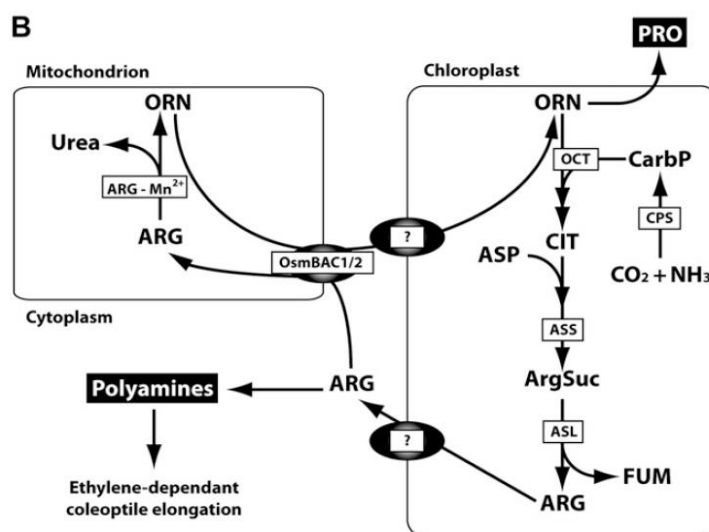 B
PRO
Mitochondrion
Chloroplast
ORN
ORN
Urea
OCT
CarbP
ARG - Mn²⁺
CPS
ARG
?
CIT
OsmBAC1/2
ASP
CO₂ + NH₃
Cytoplasm
ASS
Polyamines
ARG
ArgSuc
?
ASL
Ethylene-dependant
coleoptile elongation
FUM
ARG